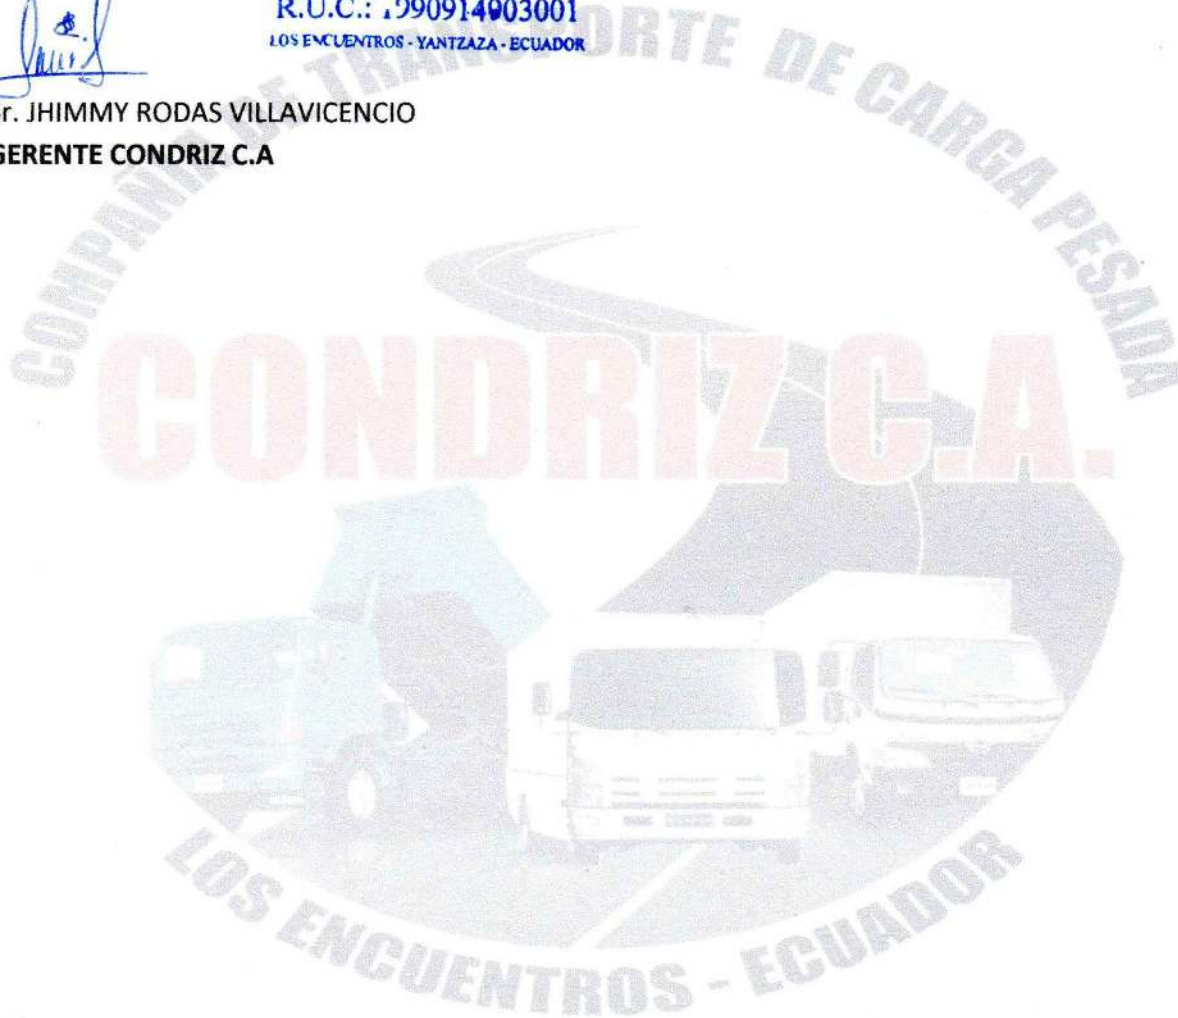 R.U.C.: 1990914903001
LOS ENCUENTROS - YANTZAZA - ECUADOR
r. JHIMMY RODAS VILLAVICENCIO
GERENTE CONDRIZ C.A
COMPAÑIA DE TRANSPORTE DE CARGA PESADA
CONDRIZ C.A.
LOS ENCUENTROS - ECUADOR